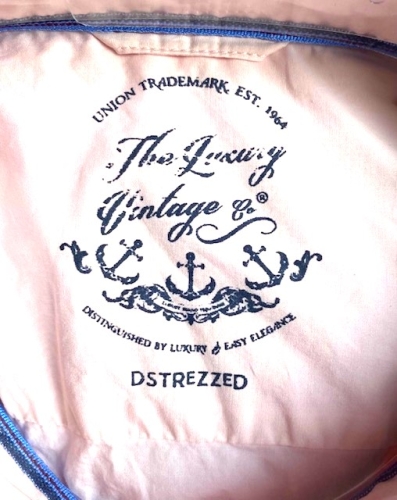 UNION TRADEMARK EST. 1964
The Luxury
Vintage Co®
DISTINGUISHED BY LUXURY & EASY ELEGANCE
DSTREZZED